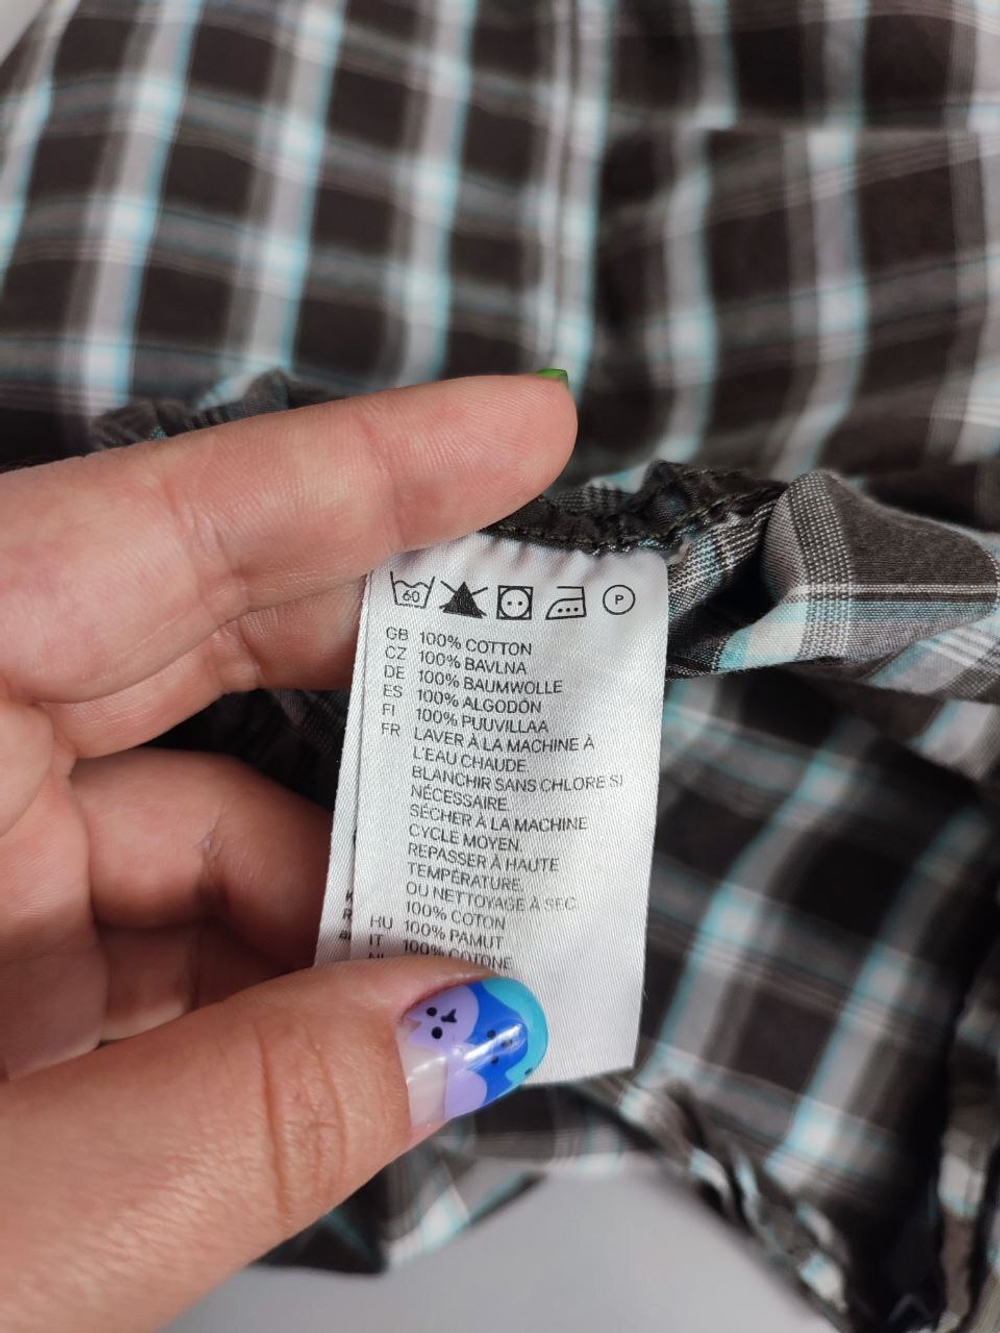 60
P
GB 100% COTTON
CZ 100% BAVLNA
DE 100% BAUMWOLLE
ES 100% ALGODÓN
FI 100% PUUVILLAA
FR LAVER À LA MACHINE À
L'EAU CHAUDE.
BLANCHIR SANS CHLORE SI
NÉCESSAIRE.
SÉCHER À LA MACHINE
CYCLE MOYEN.
REPASSER À HAUTE
TEMPÉRATURE.
OU NETTOYAGE À SEC.
100% COTON
HU 100% PAMUT
IT 100% COTONE